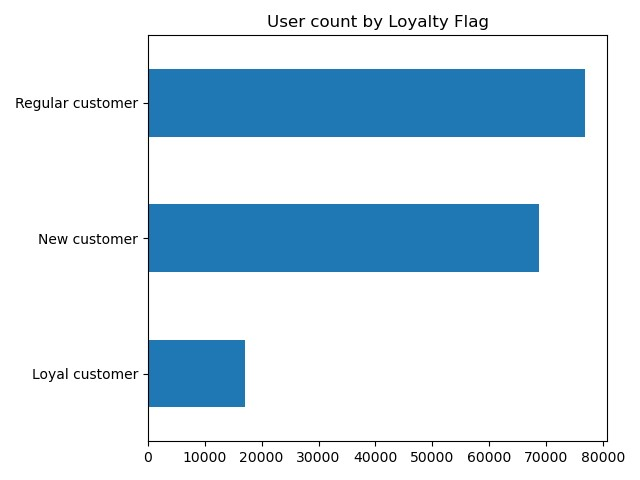 User count by Loyalty Flag
Regular customer
New customer
Loyal customer
0 10000 20000 30000 40000 50000 60000 70000 80000